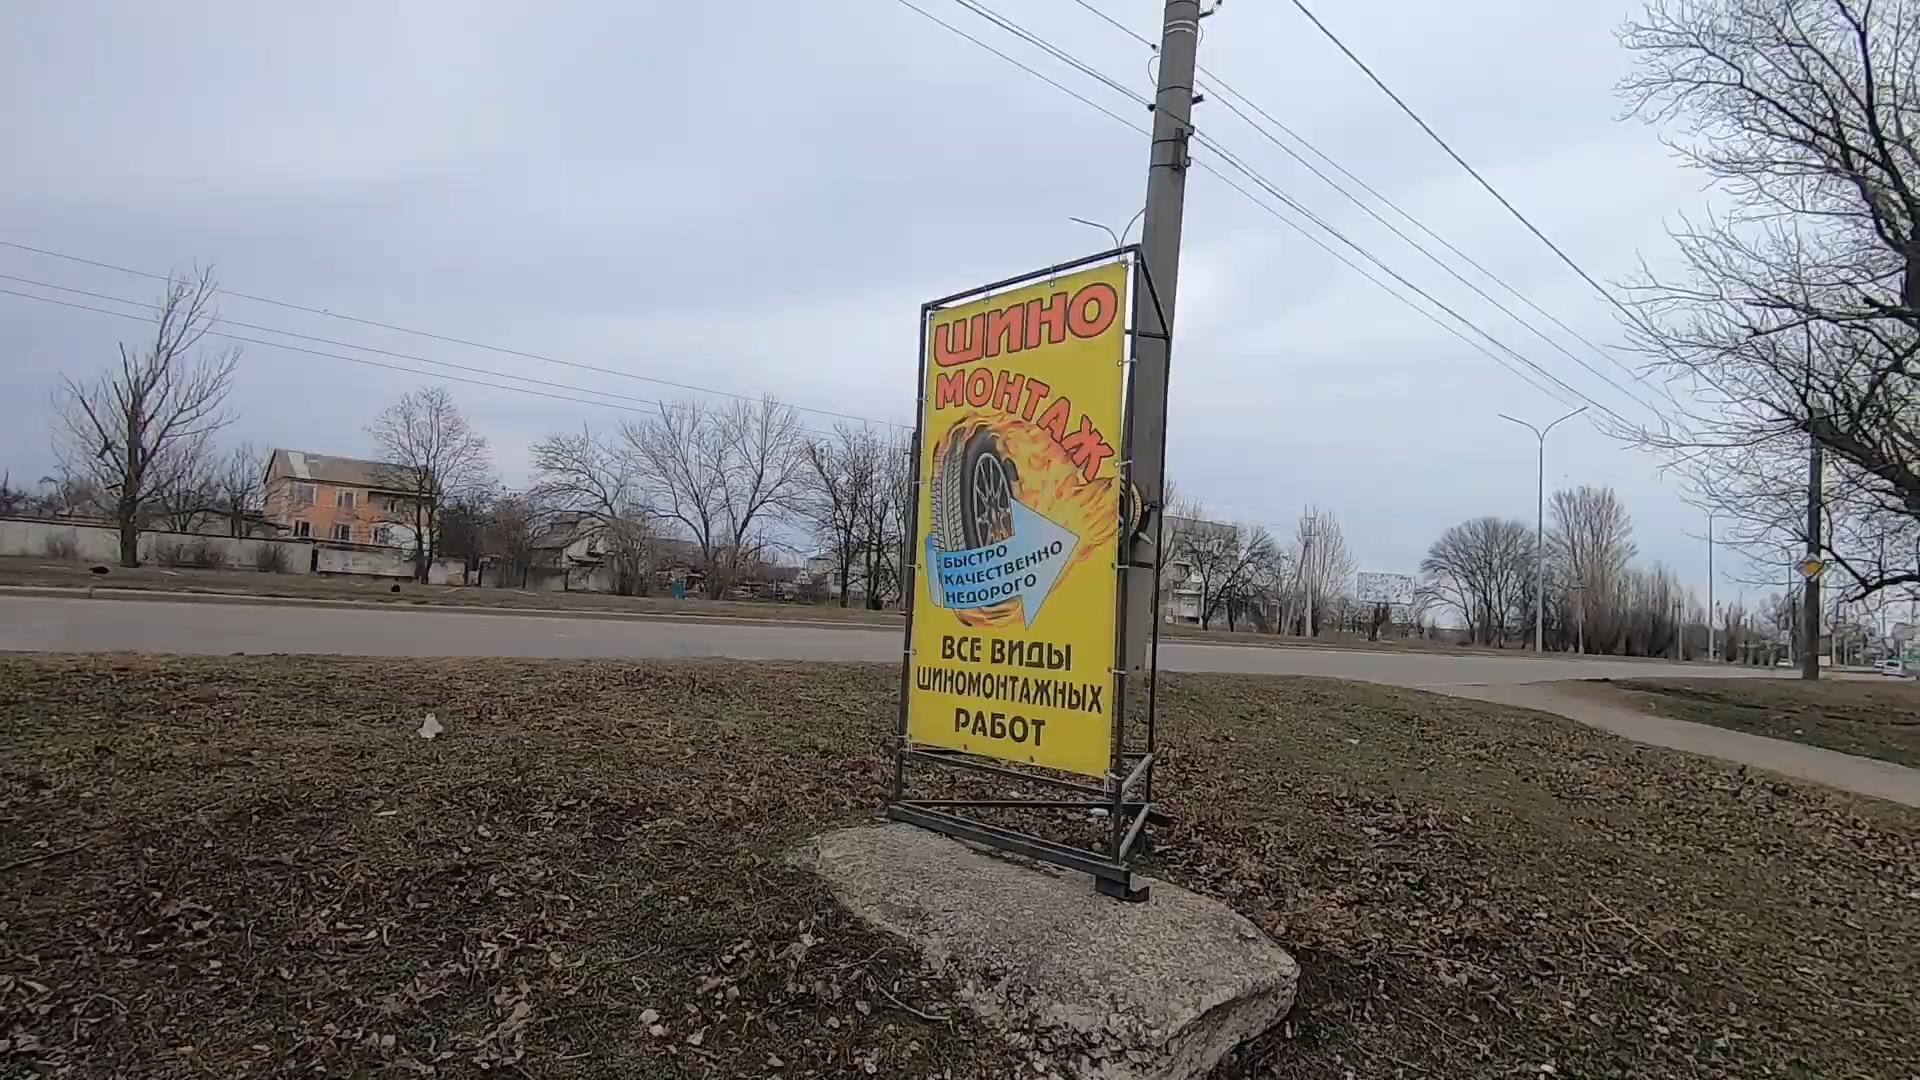 ШИНО
МОНТАЖ
БЫСТРО
КАЧЕСТВЕННО
НЕДОРОГО
ВСЕ ВИДЫ
ШИНОМОНТАЖНЫХ
РАБОТ